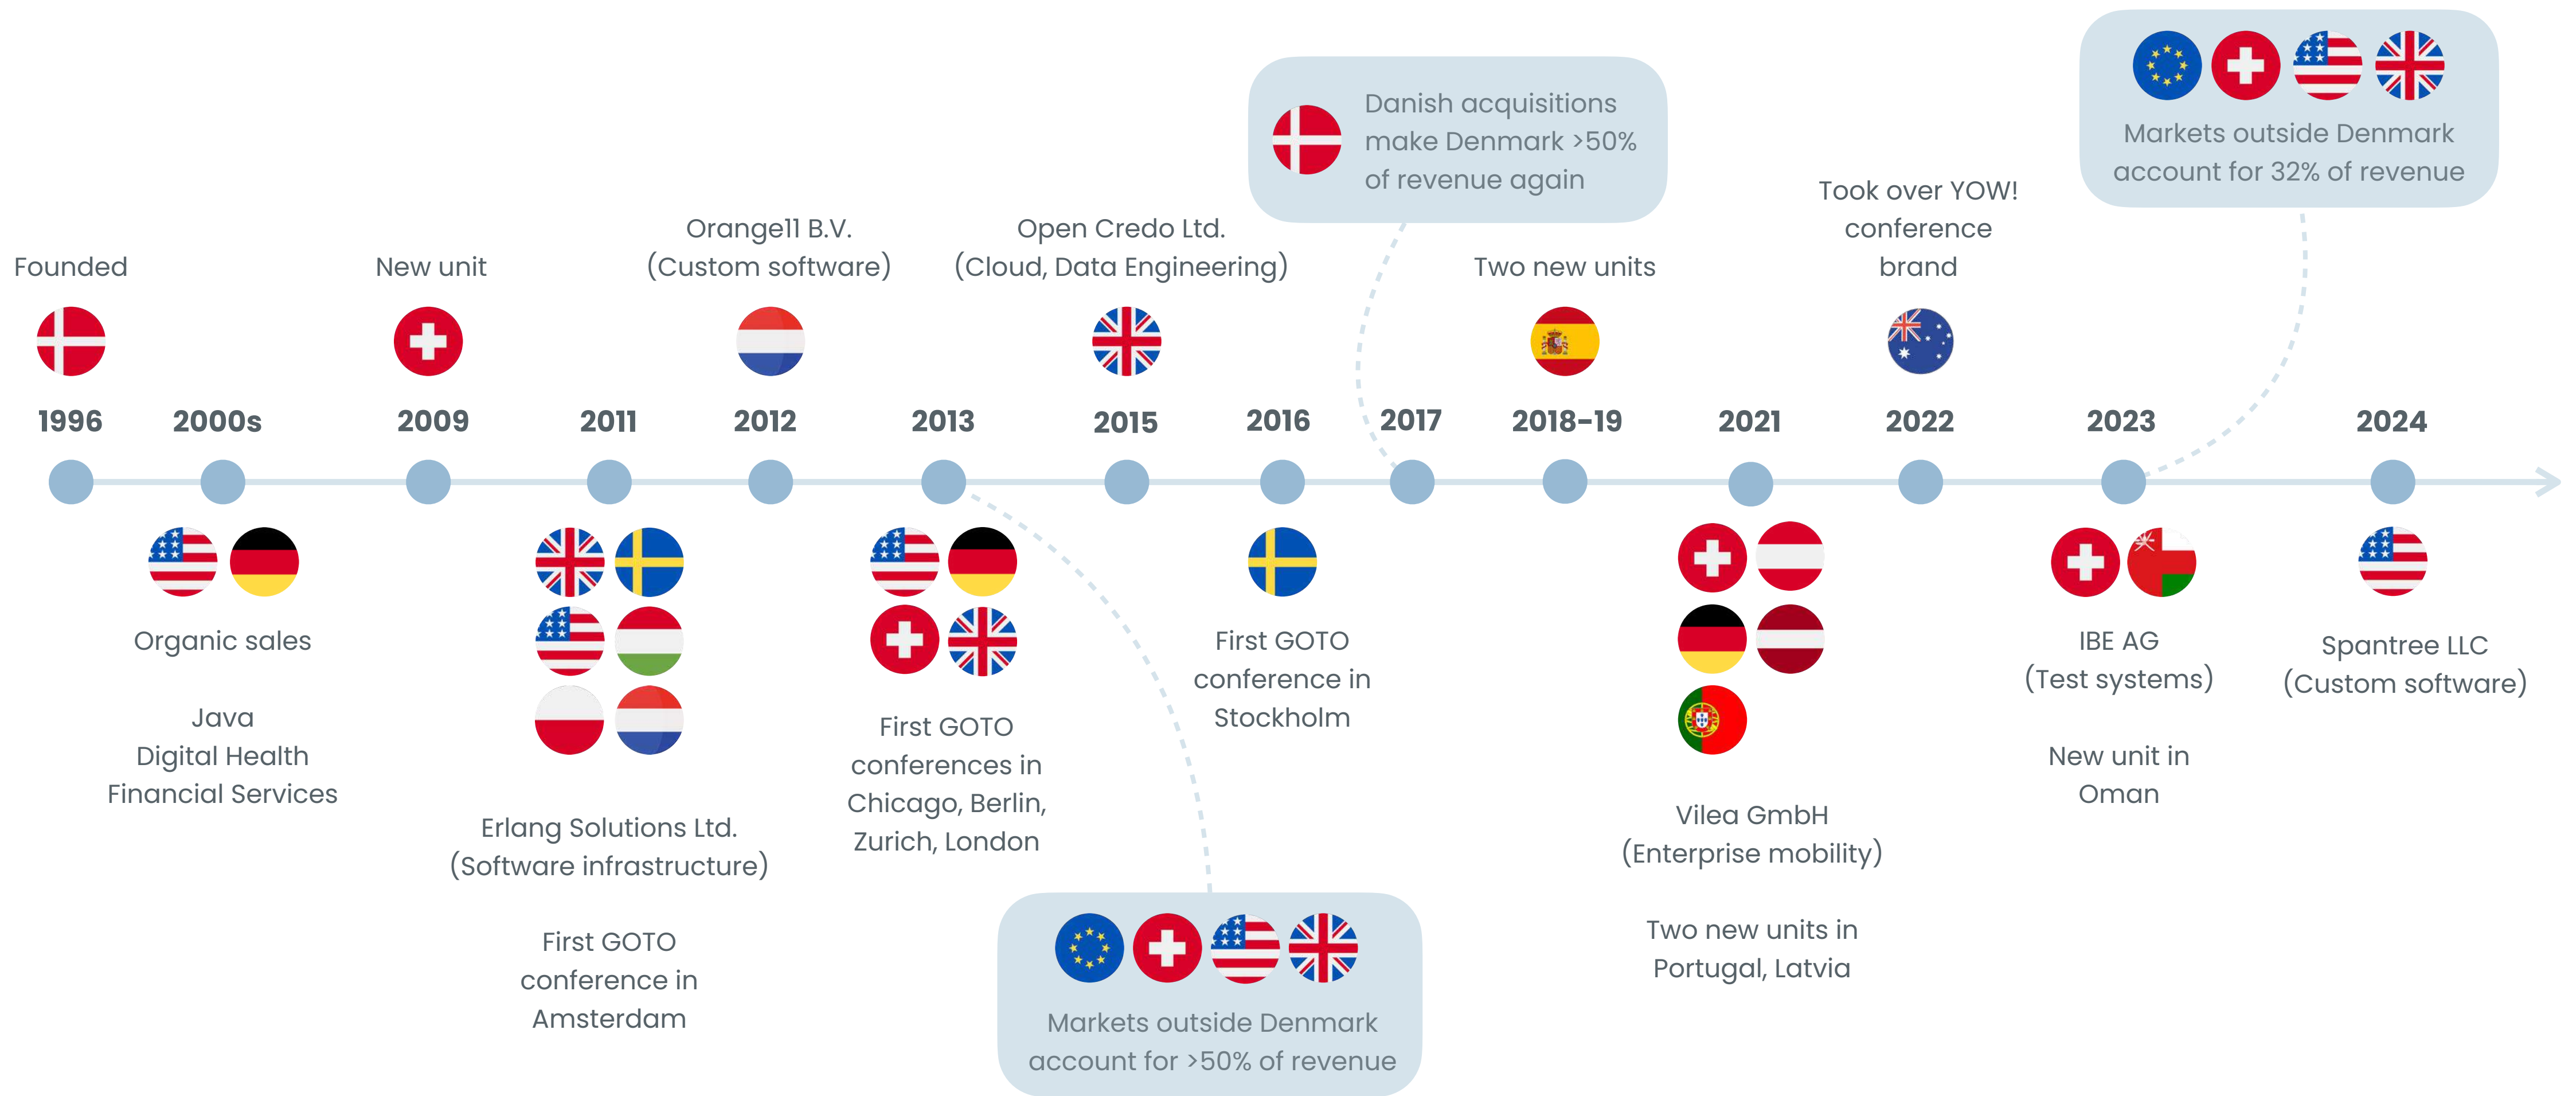 Founded
1996
2000s
Organic sales
Java
Digital Health
Financial Services
New unit
2009
2011
Erlang Solutions Ltd.
(Software infrastructure)
First GOTO
conference in
Amsterdam
Orange11 B.V.
(Custom software)
2012
2013
First GOTO
conferences in
Chicago, Berlin,
Zurich, London
Markets outside Denmark
account for >50% of revenue
Open Credo Ltd.
(Cloud, Data Engineering)
2015
2016
First GOTO
conference in
Stockholm
Danish acquisitions
make Denmark >50%
of revenue again
2017
Two new units
2018-19
2021
Vilea GmbH
(Enterprise mobility)
Two new units in
Portugal, Latvia
Took over YOW!
conference
brand
2022
Markets outside Denmark
account for 32% of revenue
2023
IBE AG
(Test systems)
New unit in
Oman
2024
Spantree LLC
(Custom software)